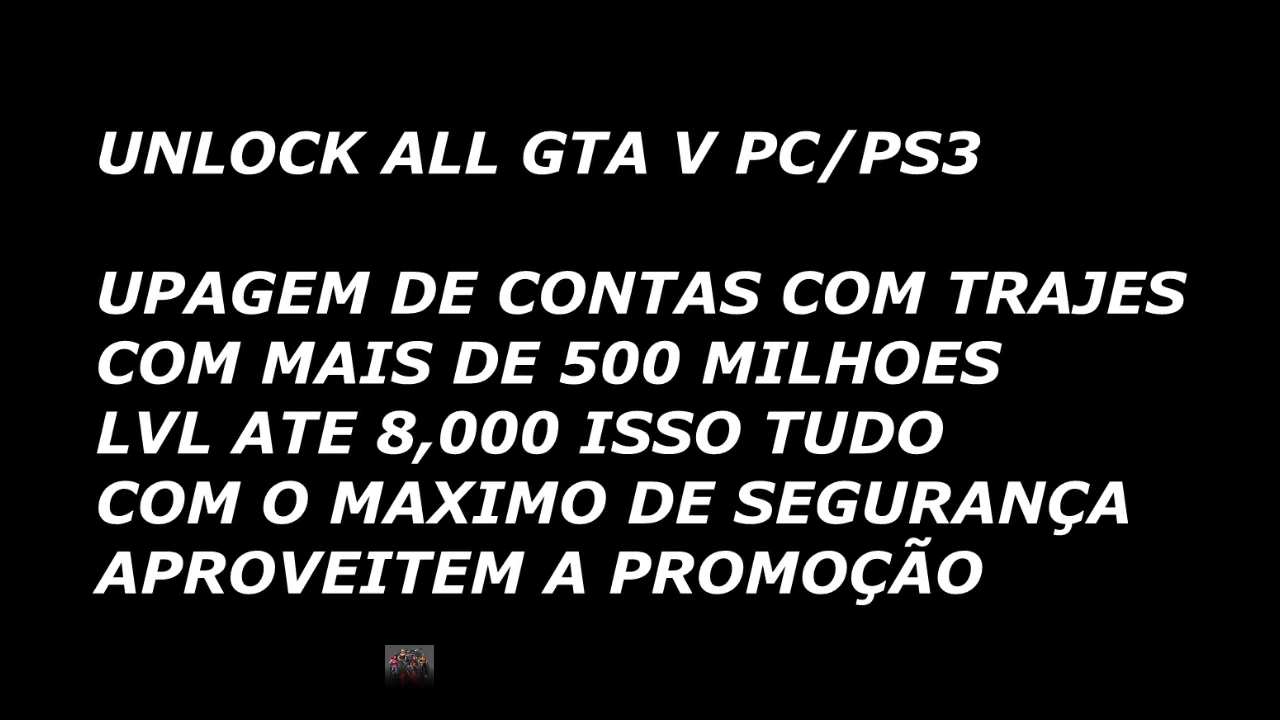 UNLOCK ALL GTA V PC/PS3
UPAGEM DE CONTAS COM TRAJES
COM MAIS DE 500 MILHOES
LVL ATE 8,000 ISSO TUDO
COM O MAXIMO DE SEGURANÇA
APROVEITEM A PROMOÇÃO